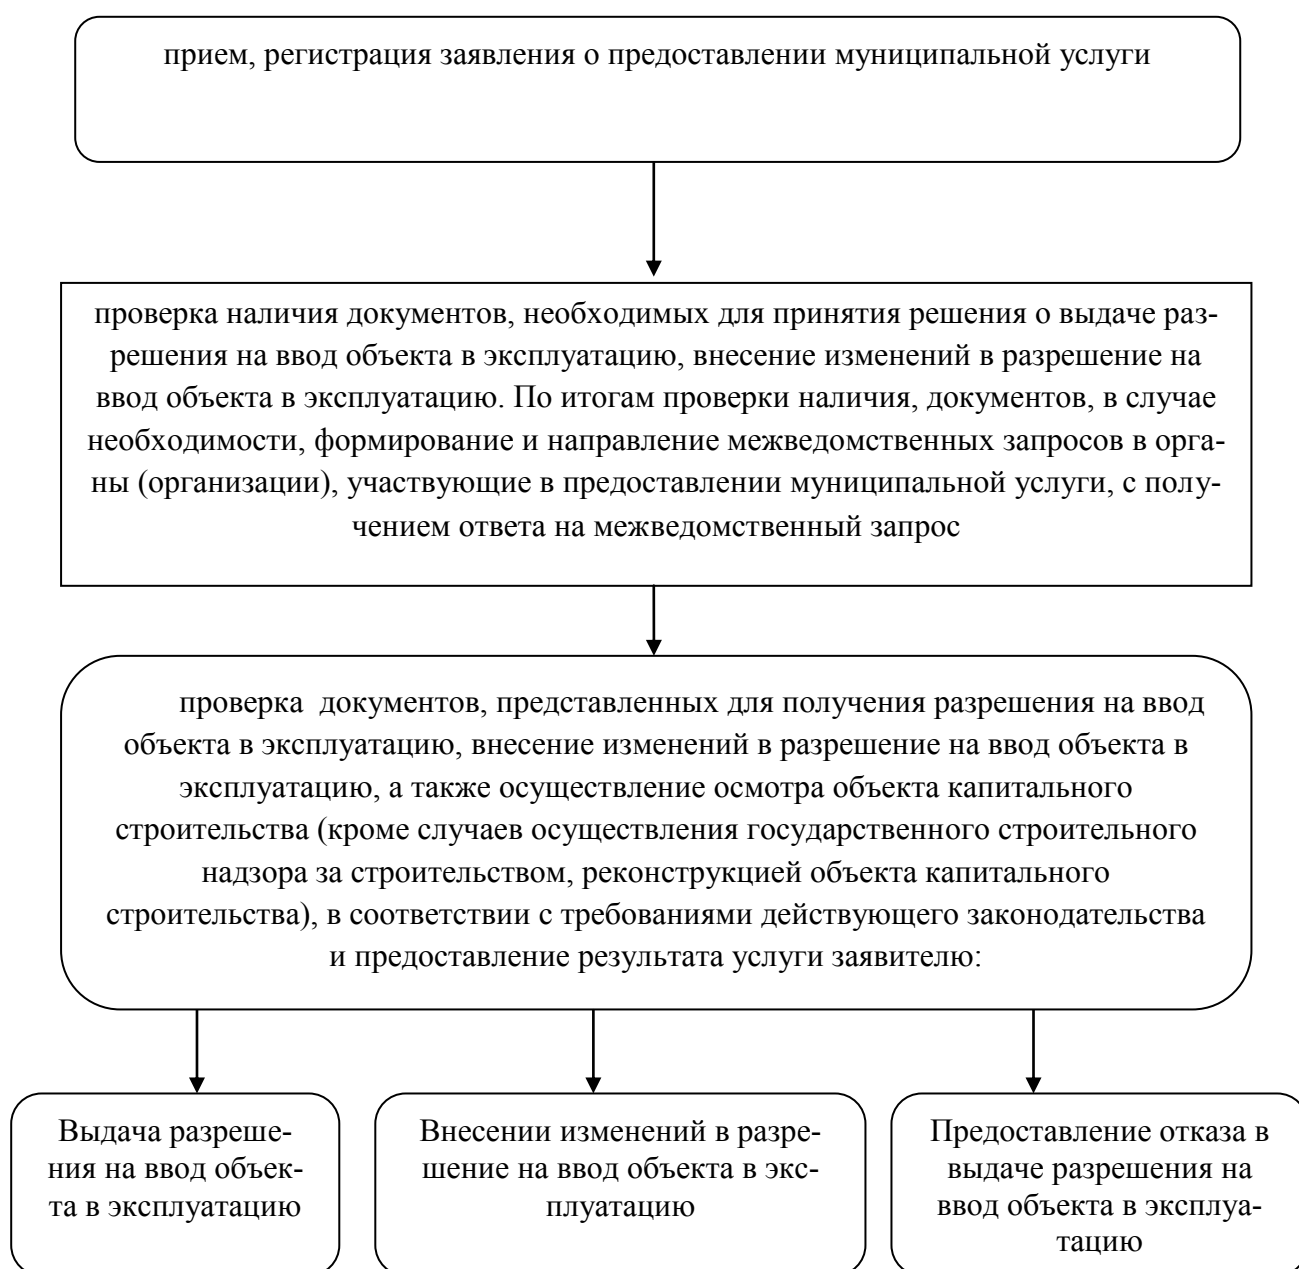 прием, регистрация заявления о предоставлении муниципальной услуги
проверка наличия документов, необходимых для принятия решения о выдаче раз-
решения на ввод объекта в эксплуатацию, внесение изменений в разрешение на
ввод объекта в эксплуатацию. По итогам проверки наличия, документов, в случае
необходимости, формирование и направление межведомственных запросов в орга-
ны (организации), участвующие в предоставлении муниципальной услуги, с полу-
чением ответа на межведомственный запрос
проверка  документов, представленных для получения разрешения на ввод
объекта в эксплуатацию, внесение изменений в разрешение на ввод объекта в
эксплуатацию, а также осуществление осмотра объекта капитального
строительства (кроме случаев осуществления государственного строительного
надзора за строительством, реконструкцией объекта капитального
строительства), в соответствии с требованиями действующего законодательства
и предоставление результата услуги заявителю:
Выдача разреше-
ния на ввод объек-
та в эксплуатацию
Внесении изменений в разре-
шение на ввод объекта в экс-
плуатацию
Предоставление отказа в
выдаче разрешения на
ввод объекта в эксплуа-
тацию